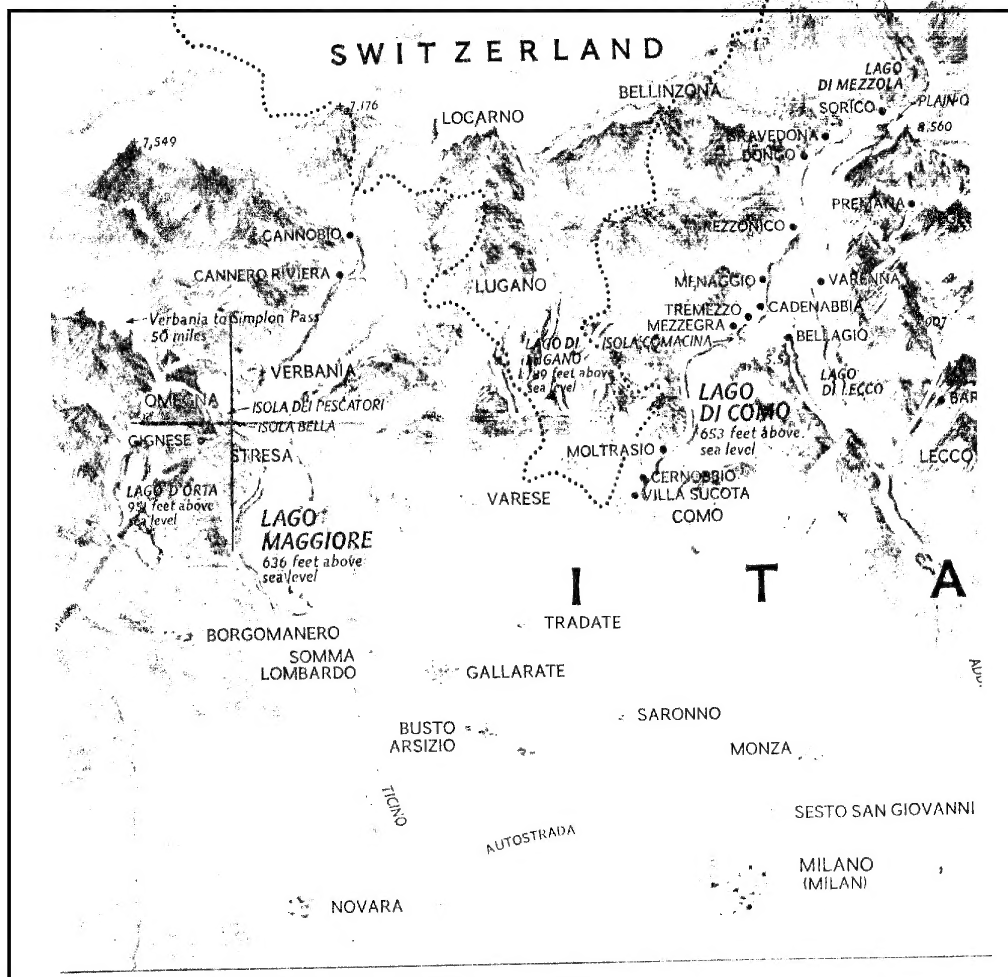 SWITZERLAND
LAGO
DI MEZZOLA
BELLINZONA
7,176
LOCARNO
SORICO
PLAIN O
8,560
7,549
GRAVEDONA
DONGO
PREMANA
CANNOBIO
REZZONICO
CANNERO RIVIERA
LUGANO
MENAGGIO
VARENNA
TREMEZZO
CADENABBIA
Verbania to Simplon Pass
50 miles
MEZZEGRA
ISOLA COMACINA
BELLAGIO
LAGO DI
LUGANO
feet above
sea level
VERBANIA
LAGO
DI LECCO
OMEGNA
ISOLA DEI PESCATORI
LAGO
DI COMO
653 feet above
sea level
BAR
ISOLA BELLA
GIGNESE
STRESA
MOLTRASIO
LECCO
CERNOBBIO
LAGO D'ORTA
951 feet above
sea level
VARESE
VILLA SUCOTA
COMO
LAGO
MAGGIORE
636 feet above
sea level
I T A
TRADATE
BORGOMANERO
SOMMA
LOMBARDO
GALLARATE
SARONNO
BUSTO
ARSIZIO
MONZA
TICINO
SESTO SAN GIOVANNI
AUTOSTRADA
MILANO
(MILAN)
NOVARA